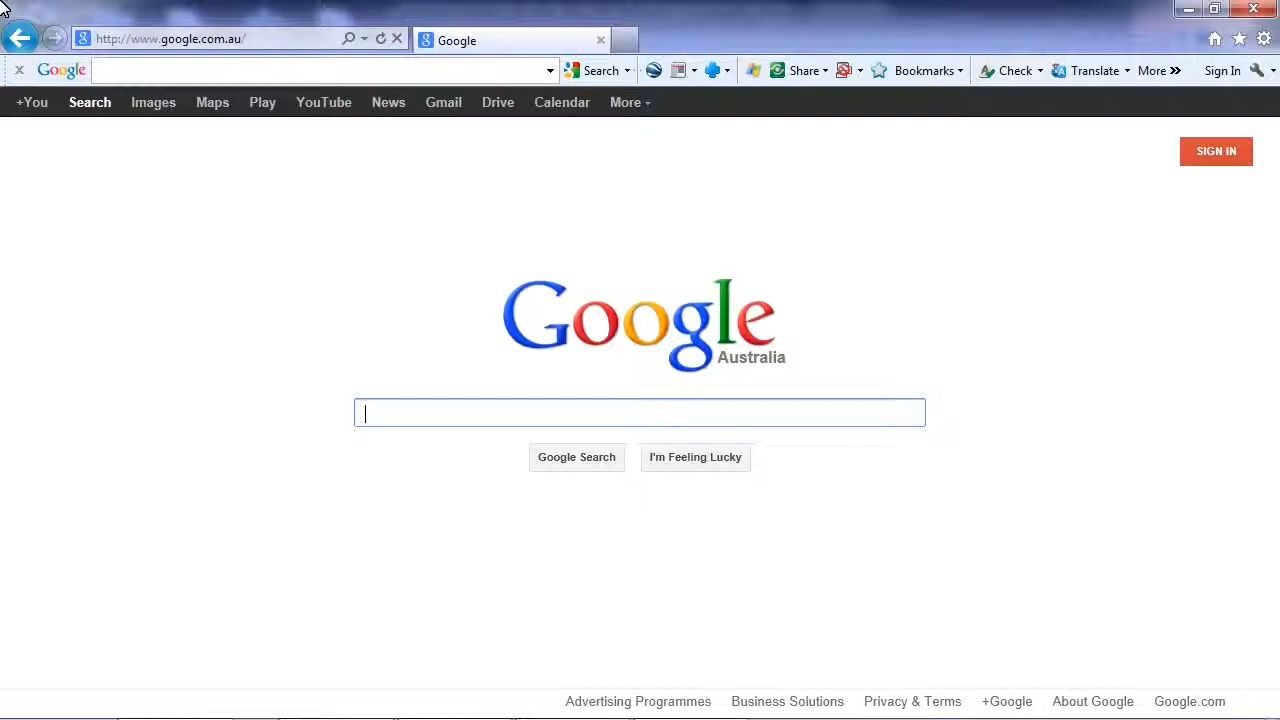 http://www.google.com.au/
Google
Google
Search
Share
Bookmarks
Check
Translate
More »
Sign In
+You Search Images Maps Play YouTube News Gmail Drive Calendar More
SIGN IN
Google
Australia
Google Search
I'm Feeling Lucky
Advertising Programmes Business Solutions Privacy & Terms +Google About Google Google.com